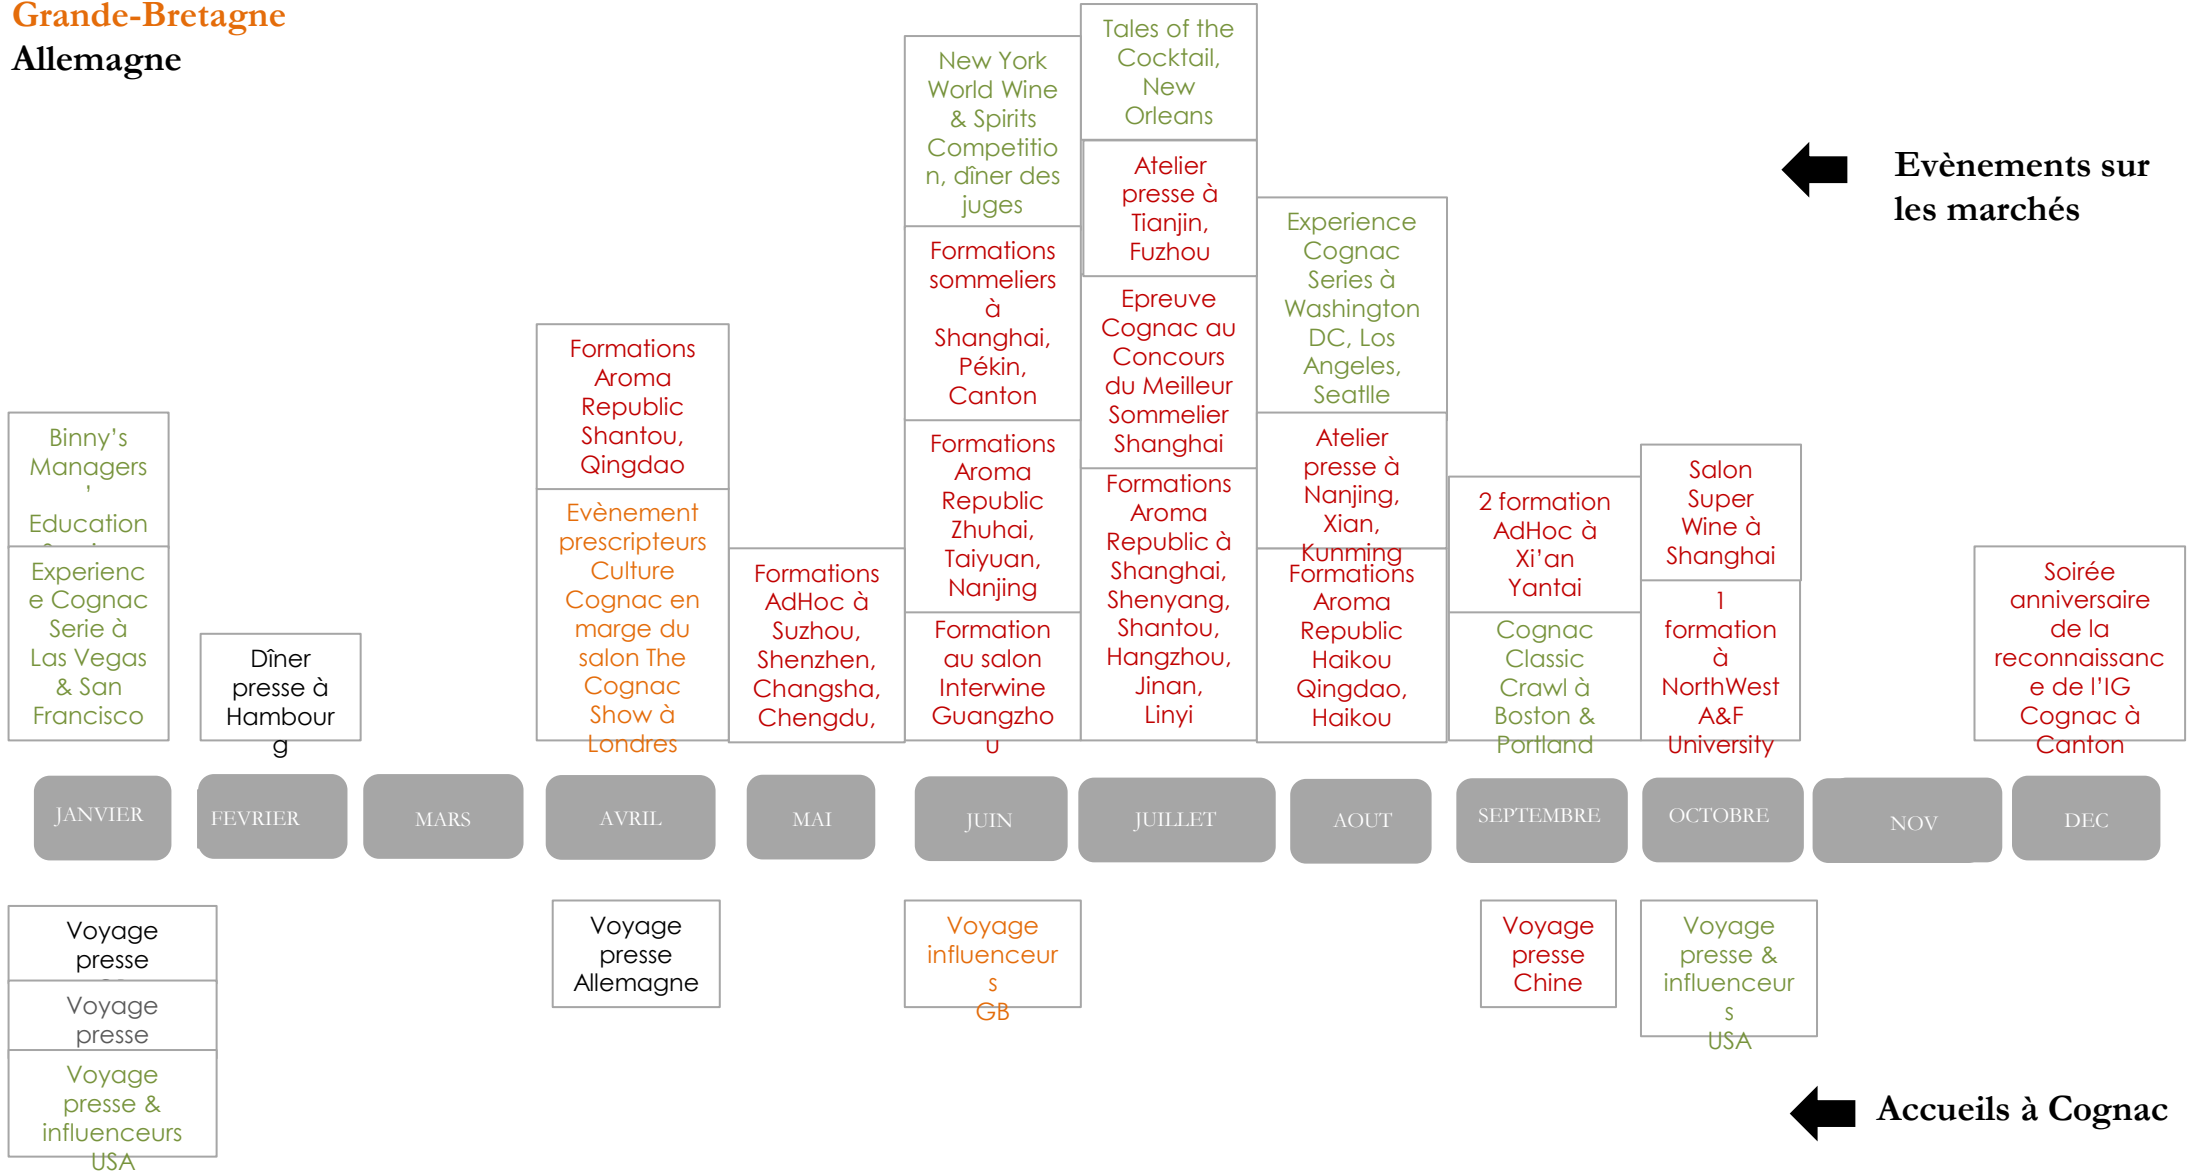 Grande-Bretagne
Allemagne
Evènements sur
les marchés
Binny's
Managers
'
Education
Experienc
e Cognac
Serie à
Las Vegas
& San
Francisco
Dîner
presse à
Hambour
g
Formations
Aroma
Republic
Shantou,
Qingdao
Evènement
prescripteurs
Culture
Cognac en
marge du
salon The
Cognac
Show à
Londres
Formations
AdHoc à
Suzhou,
Shenzhen,
Changsha,
Chengdu,
New York
World Wine
& Spirits
Competitio
n, dîner des
juges
Formations
sommeliers
à
Shanghai,
Pékin,
Canton
Formations
Aroma
Republic
Zhuhai,
Taiyuan,
Nanjing
Formation
au salon
Interwine
Guangzho
u
Tales of the
Cocktail,
New
Orleans
Atelier
presse à
Tianjin,
Fuzhou
Epreuve
Cognac au
Concours
du Meilleur
Sommelier
Shanghai
Formations
Aroma
Republic à
Shanghai,
Shenyang,
Shantou,
Hangzhou,
Jinan,
Linyi
Experience
Cognac
Series à
Washington
DC, Los
Angeles,
Seatlle
Atelier
presse à
Nanjing,
Xian,
Kunming
Formations
Aroma
Republic
Haikou
Qingdao,
Haikou
2 formation
AdHoc à
Xi'an
Yantai
Cognac
Classic
Crawl à
Boston &
Portland
Salon
Super
Wine à
Shanghai
1
formation
à
NorthWest
A&F
University
Soirée
anniversaire
de la
reconnaissanc
e de l'IG
Cognac à
Canton
JANVIER
FEVRIER
MARS
AVRIL
MAI
JUIN
JUILLET
AOUT
SEPTEMBRE
OCTOBRE
NOV
DEC
Voyage
presse
Voyage
presse
Voyage
presse &
influenceurs
USA
Voyage
presse
Allemagne
Voyage
influenceur
s
GB
Voyage
presse
Chine
Voyage
presse &
influenceur
s
USA
Accueils à Cognac